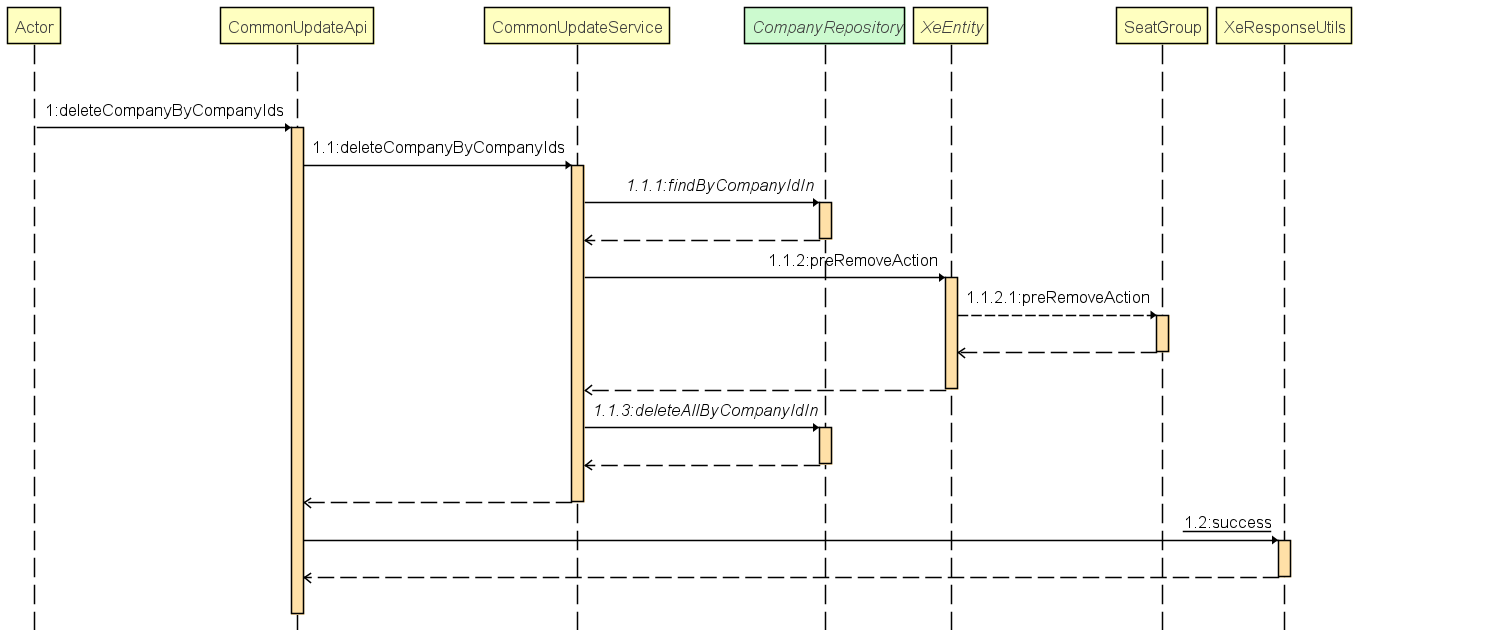 Actor
CommonUpdateApi
CommonUpdateService
CompanyRepository
XeEntity
SeatGroup
XeResponseUtils
1:deleteCompanyByCompanyIds
1.1:deleteCompanyByCompanyIds
1.1.1:findByCompanyIdIn
1.1.2:preRemoveAction
1.1.2.1:preRemoveAction
1.1.3:deleteAllByCompanyIdIn
1.2:success